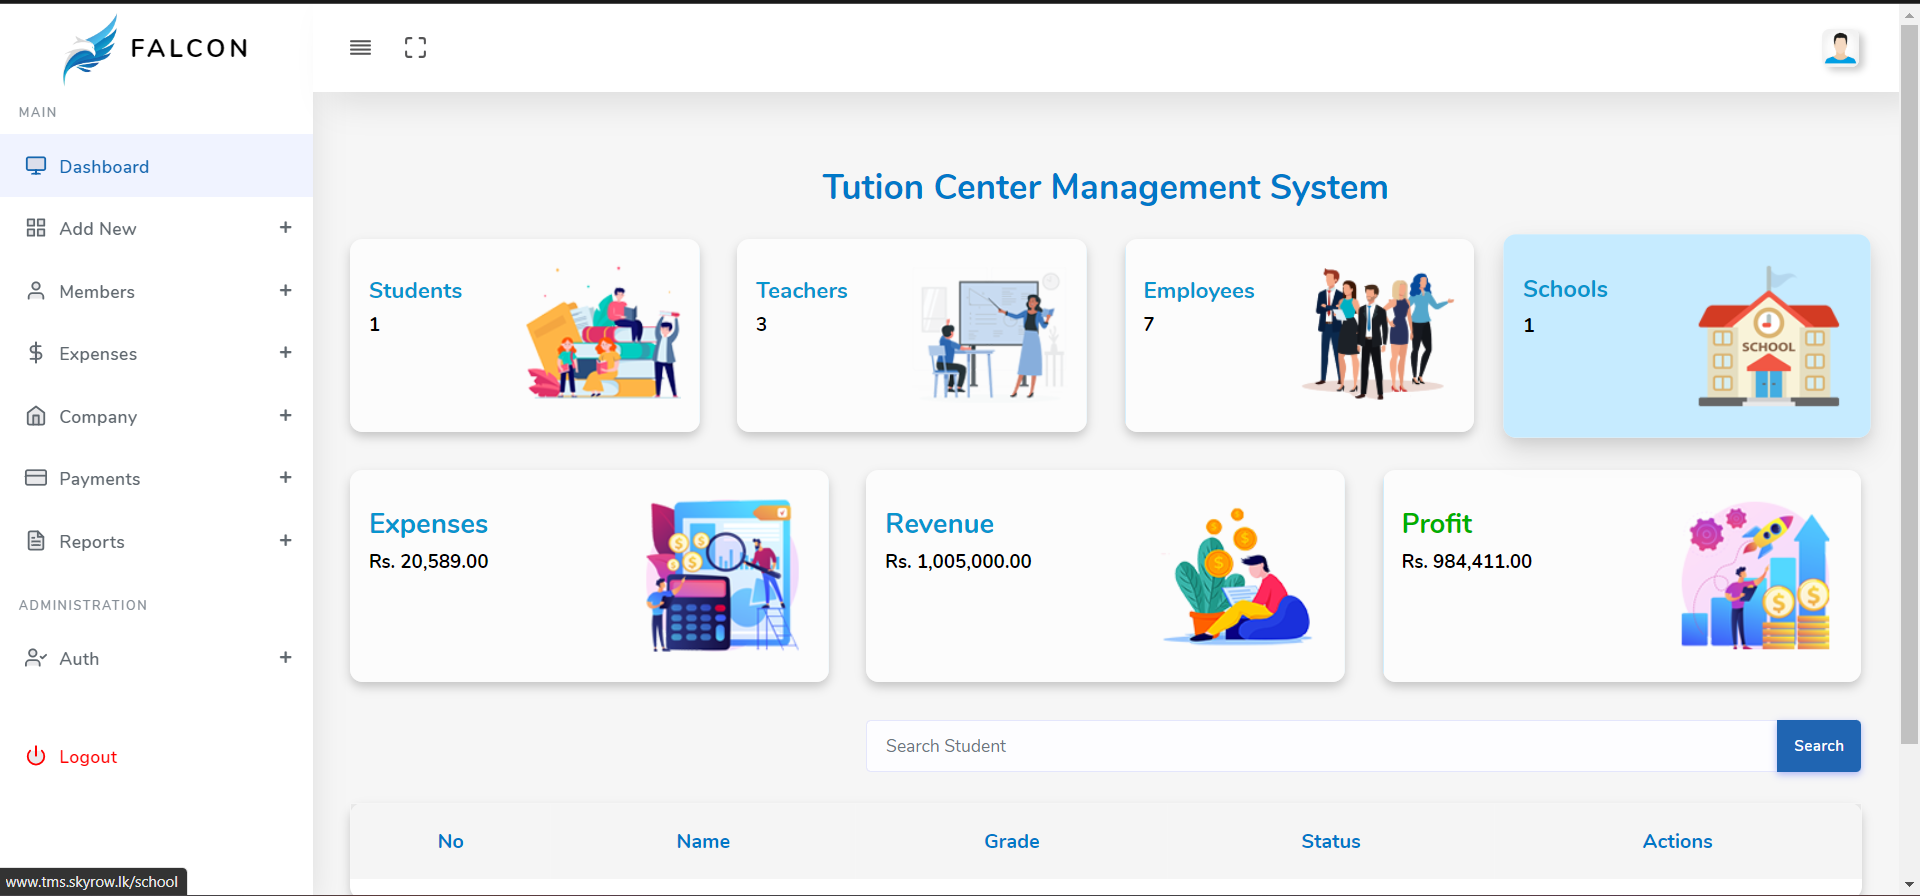 FALCON
MAIN
Dashboard
Add New
Members
Expenses
Company
Payments
Reports
ADMINISTRATION
Auth
Logout
Tution Center Management System
Students
1
Teachers
3
Employees
7
Schools
1
SCHOOL
Expenses
Rs. 20,589.00
Revenue
Rs. 1,005,000.00
Profit
Rs. 984,411.00
Search Student
Search
No Name Grade Status Actions
www.tms.skyrow.lk/school